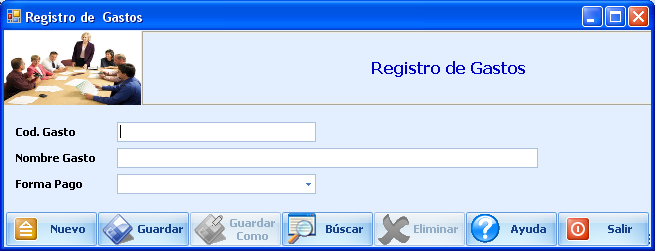 Registro de Gastos
Registro de Gastos
Cod. Gasto
Nombre Gasto
Forma Pago
Nuevo
Guardar
Guardar
Como
Búscar
Eliminar
Ayuda
Salir